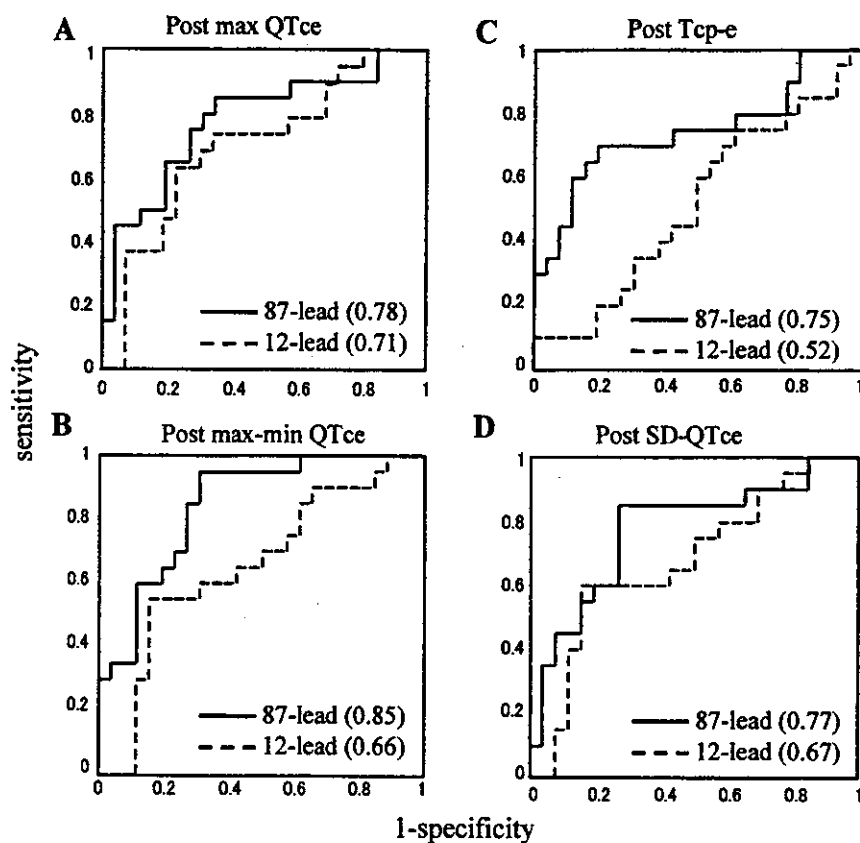 A
Post max QTce
1
0.8
0.6
0.4
0.2
0
87-lead (0.78)
12-lead (0.71)
0
0.2
0.4
0.6
0.8
1
C
Post Tcp-e
1
0.8
0.6
0.4
0.2
0
87-lead (0.75)
12-lead (0.52)
0
0.2
0.4
0.6
0.8
1
sensitivity
B
Post max-min QTce
1
0.8
0.6
0.4
0.2
0
87-lead (0.85)
12-lead (0.66)
0
0.2
0.4
0.6
0.8
1
D
Post SD-QTce
1
0.8
0.6
0.4
0.2
0
87-lead (0.77)
12-lead (0.67)
0
0.2
0.4
0.6
0.8
1
1-specificity